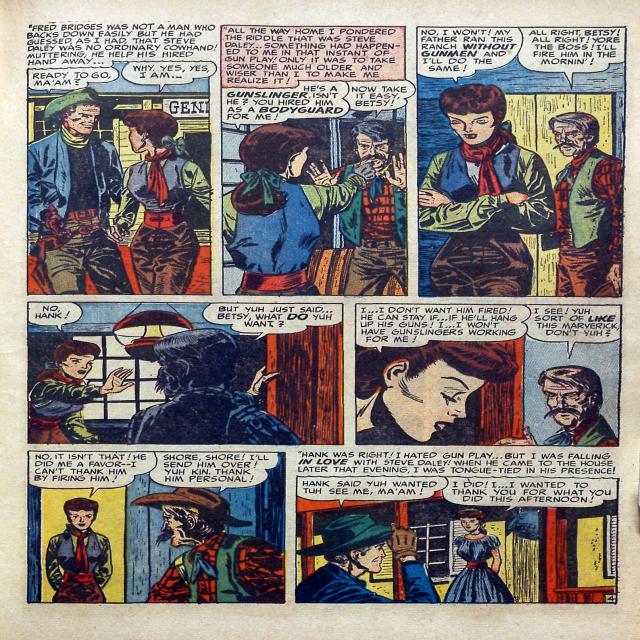 "FRED BRIDGES WAS NOT A MAN WHO
BACKS DOWN EASILY BUT HE HAD
GUESSED, AS I HAD, THAT STEVE
DALEY WAS NO ORDINARY COWHAND!
MUTTERING, HE HELP HIS HIRED
HAND AWAY...
READY TO GO,
MA'AM?
WHY, YES, YES,
I AM...
GENE
"ALL THE WAY HOME I PONDERED
THE RIDDLE THAT WAS STEVE
DALEY...SOMETHING HAD HAPPEN-
ED TO ME IN THAT INSTANT OF
GUN PLAY. ONLY IT WAS TO TAKE
SOMEONE MUCH OLDER AND
WISER THAN I TO MAKE ME
REALIZE IT!
HE'S A
GUNSLINGER, ISN'T
HE? YOU HIRED HIM
AS A BODYGUARD
FOR ME!
NOW TAKE
IT EASY,
BETSY!
NO, I WON'T! MY
FATHER RAN THIS
RANCH WITHOUT
GUNMEN AND
I'LL DO THE
SAME!
ALL RIGHT, BETSY!
ALL RIGHT! YORE
THE BOSS! I'LL
FIRE HIM IN THE
MORNIN'!
NO,
HANK!
BUT YUH JUST SAID...
BETSY, WHAT DO YUH
WANT?
I...I DON'T WANT HIM FIRED!
HE CAN STAY IF...IF HE'LL HANG
UP HIS GUNS! I...I WON'T
HAVE GUNSLINGERS WORKING
FOR ME!
I SEE! YUH
SORT OF LIKE
THIS MARVERICK,
DON'T YUH?
NO, IT ISN'T THAT! HE
DID ME A FAVOR--I
CAN'T THANK HIM
BY FIRING HIM!
SHORE, SHORE! I'LL
SEND HIM OVER!
YUH KIN THANK
HIM PERSONAL!
"HANK WAS RIGHT! I HATED GUN PLAY...BUT I WAS FALLING
IN LOVE WITH STEVE DALEY! WHEN HE CAME TO THE HOUSE
LATER THAT EVENING, I WAS TONGUE-TIED IN HIS PRESENCE!
HANK SAID YUH WANTED
TUH SEE ME, MA'AM!
I DID! I...I WANTED TO
THANK YOU FOR WHAT YOU
DID THIS AFTERNOON!
4